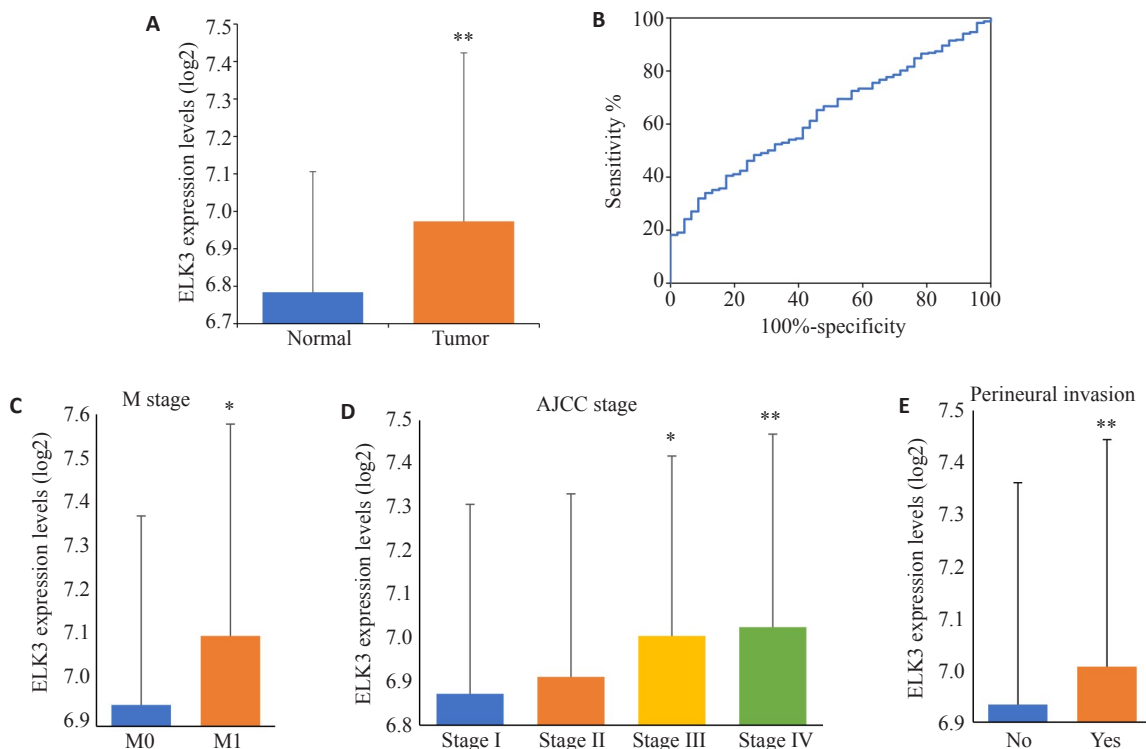 A
ELK3 expression levels (log2)
7.5
7.4
7.3
7.2
7.1
7.0
6.9
6.8
6.7
**
Normal Tumor
B
Sensitivity %
100
80
60
40
20
0
0 20 40 60 80 100
100%-specificity
C
M stage
ELK3 expression levels (log2)
7.6
7.5
7.4
7.3
7.2
7.1
7.0
6.9
*
M0 M1
D
AJCC stage
ELK3 expression levels (log2)
7.5
7.4
7.3
7.2
7.1
7.0
6.9
6.8
* **
Stage I Stage II Stage III Stage IV
E
Perineural invasion
ELK3 expression levels (log2)
7.5
7.4
7.3
7.2
7.1
7.0
6.9
**
No Yes